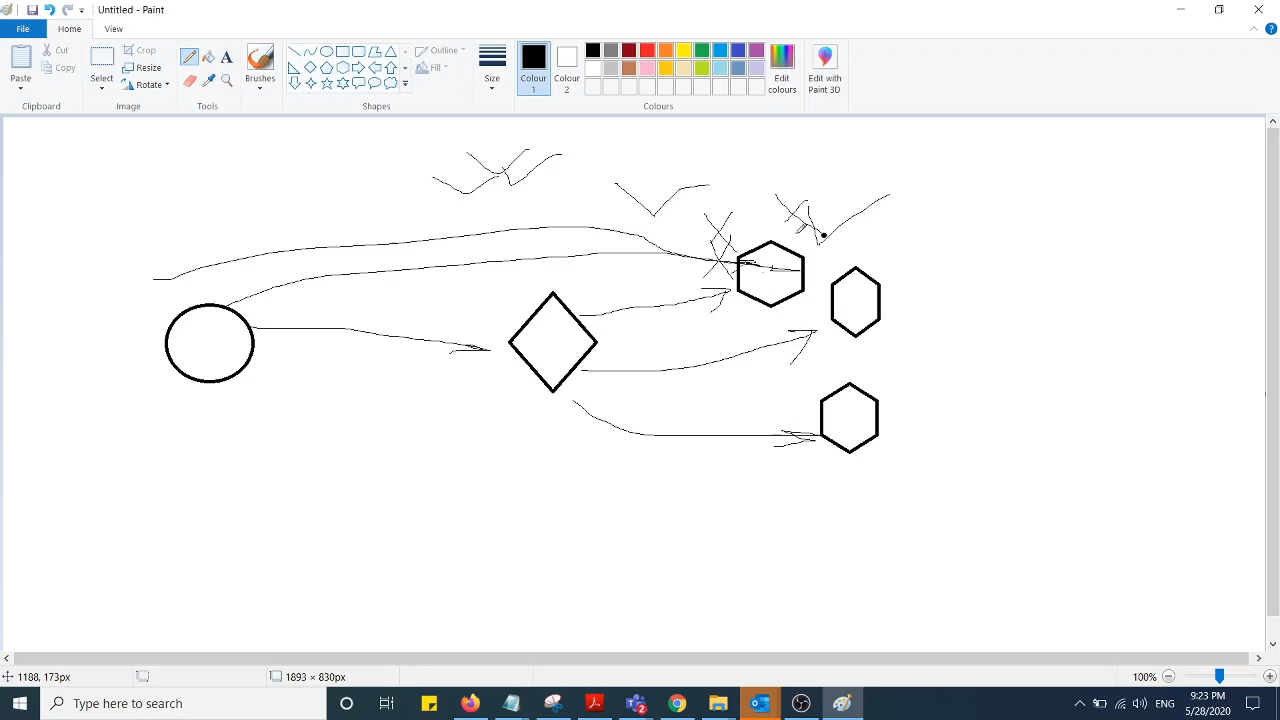 Untitled - Paint
File Home View
Paste Cut Copy Clipboard
Select Crop Resize Rotate Image
Tools
Brushes
Outline Fill Shapes
Size
Colour 1
Colour 2
Edit colours
Colours
Edit with Paint 3D
1188, 173px
1893 × 830px
100%
Type here to search
2
ENG
9:23 PM
5/28/2020